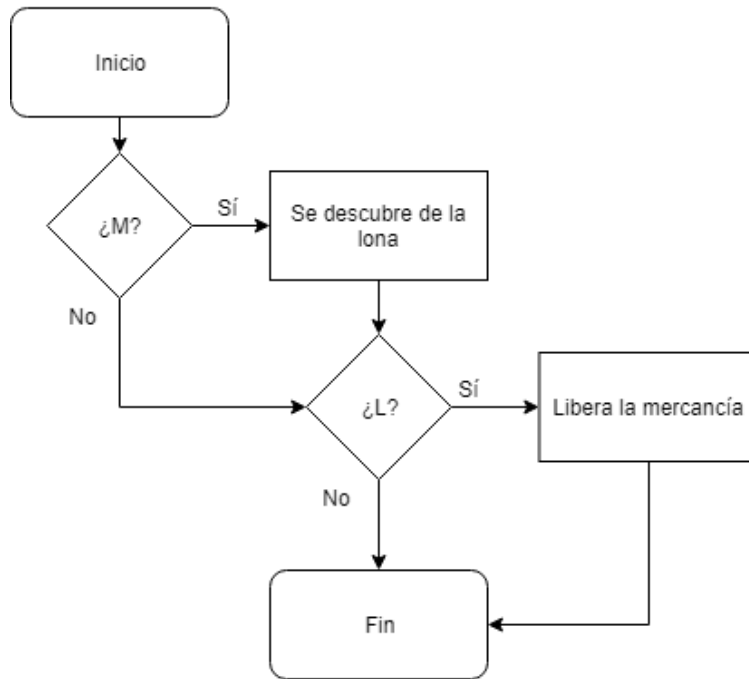 Inicio
¿M?
Sí
Se descubre de la
lona
No
¿L?
Sí
Libera la mercancía
No
Fin